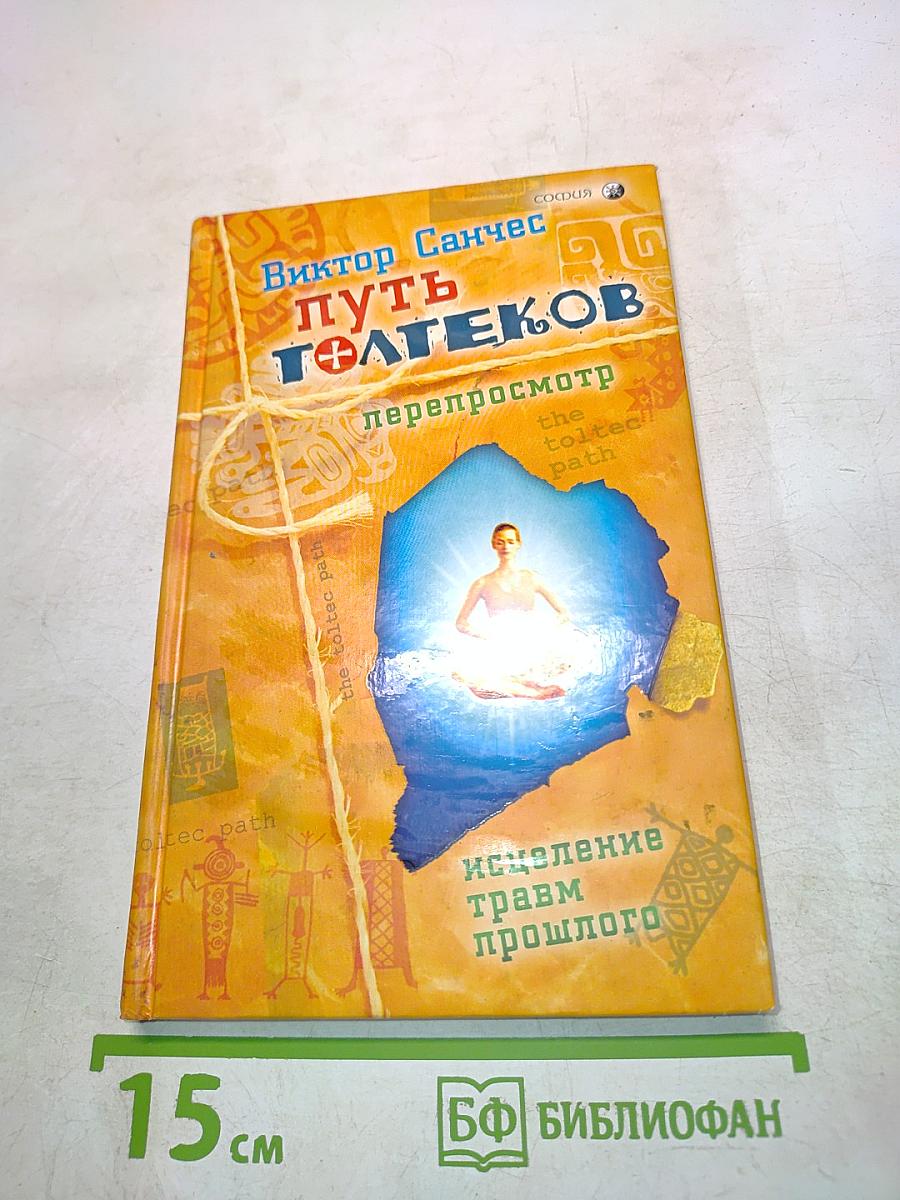 СОФИЯ
Виктор Санчес
путь
толтеков
перепросмотр
the
toltec
path
the toltec path
toltec path
исцеление
травм
прошлого
15 см
БФ БИБЛИОФАН